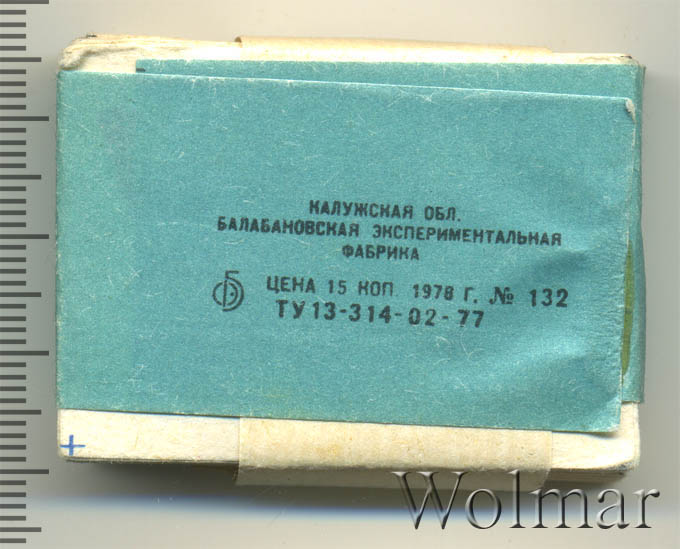 КАЛУЖСКАЯ ОБЛ.
БАЛАБАНОВСКАЯ ЭКСПЕРИМЕНТАЛЬНАЯ
ФАБРИКА
ЦЕНА 15 КОП. 1978 Г. № 132
ТУ 13-314-02-77
Wolmar